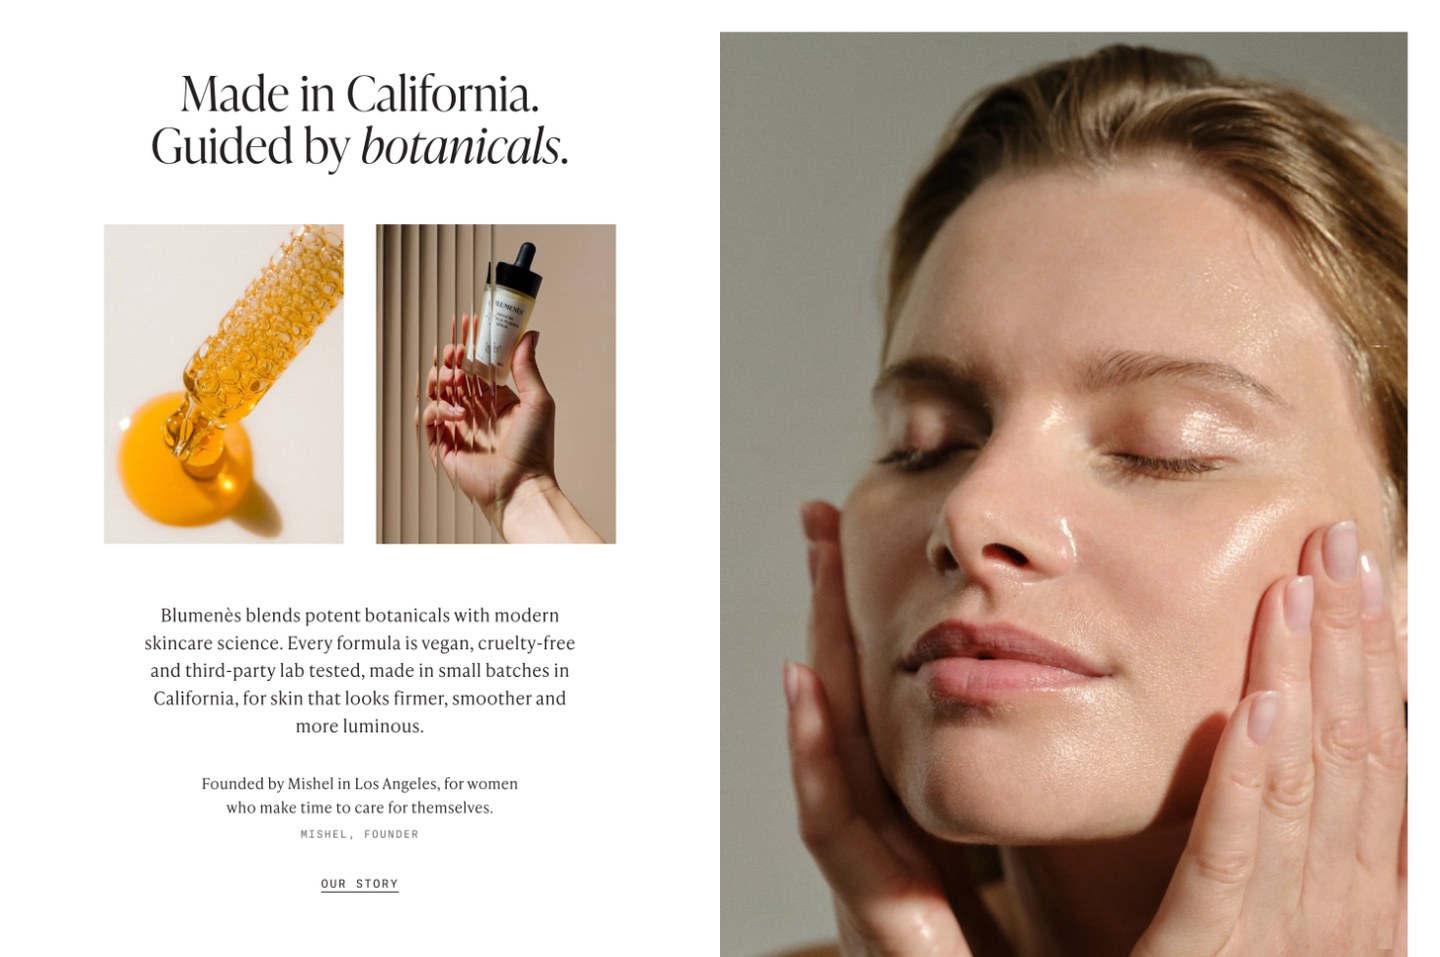 Made in California.
Guided by botanicals.
BLUMENÈS
Blumenès blends potent botanicals with modern
skincare science. Every formula is vegan, cruelty-free
and third-party lab tested, made in small batches in
California, for skin that looks firmer, smoother and
more luminous.
Founded by Mishel in Los Angeles, for women
who make time to care for themselves.
MISHEL, FOUNDER
OUR STORY